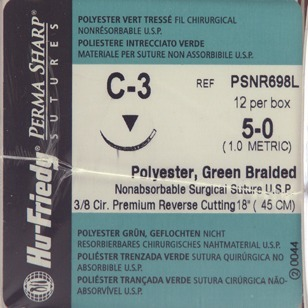 POLYESTER VERT TRESSÉ FIL CHIRURGICAL
NONRÉSORBABLE U.S.P.
POLIESTERE INTRECCIATO VERDE
MATERIALE PER SUTURE NON ASSORBIBILE U.S.P.
C-3
REF PSNR698L
12 per box
5-0
(1.0 METRIC)
Polyester, Green Braided
Nonabsorbable Surgical Suture U.S.P
3/8 Cir. Premium Reverse Cutting 18" ( 45 CM)
POLYESTER GRÜN, GEFLOCHTEN NICHT
RESORBIERBARES CHIRURGISCHES NAHTMATERIAL U.S.P.
POLIÉSTER TRENZADA VERDE SUTURA QUIRÚRGICA NO
ABSORBIBLE U.S.P.
POLIÉSTER TRANÇADA VERDE SUTURA CIRÚRGICA NÃO-
ABSORVÍVEL U.S.P.
② 0044
Hu-Friedy PERMA SHARP®
SUTURES